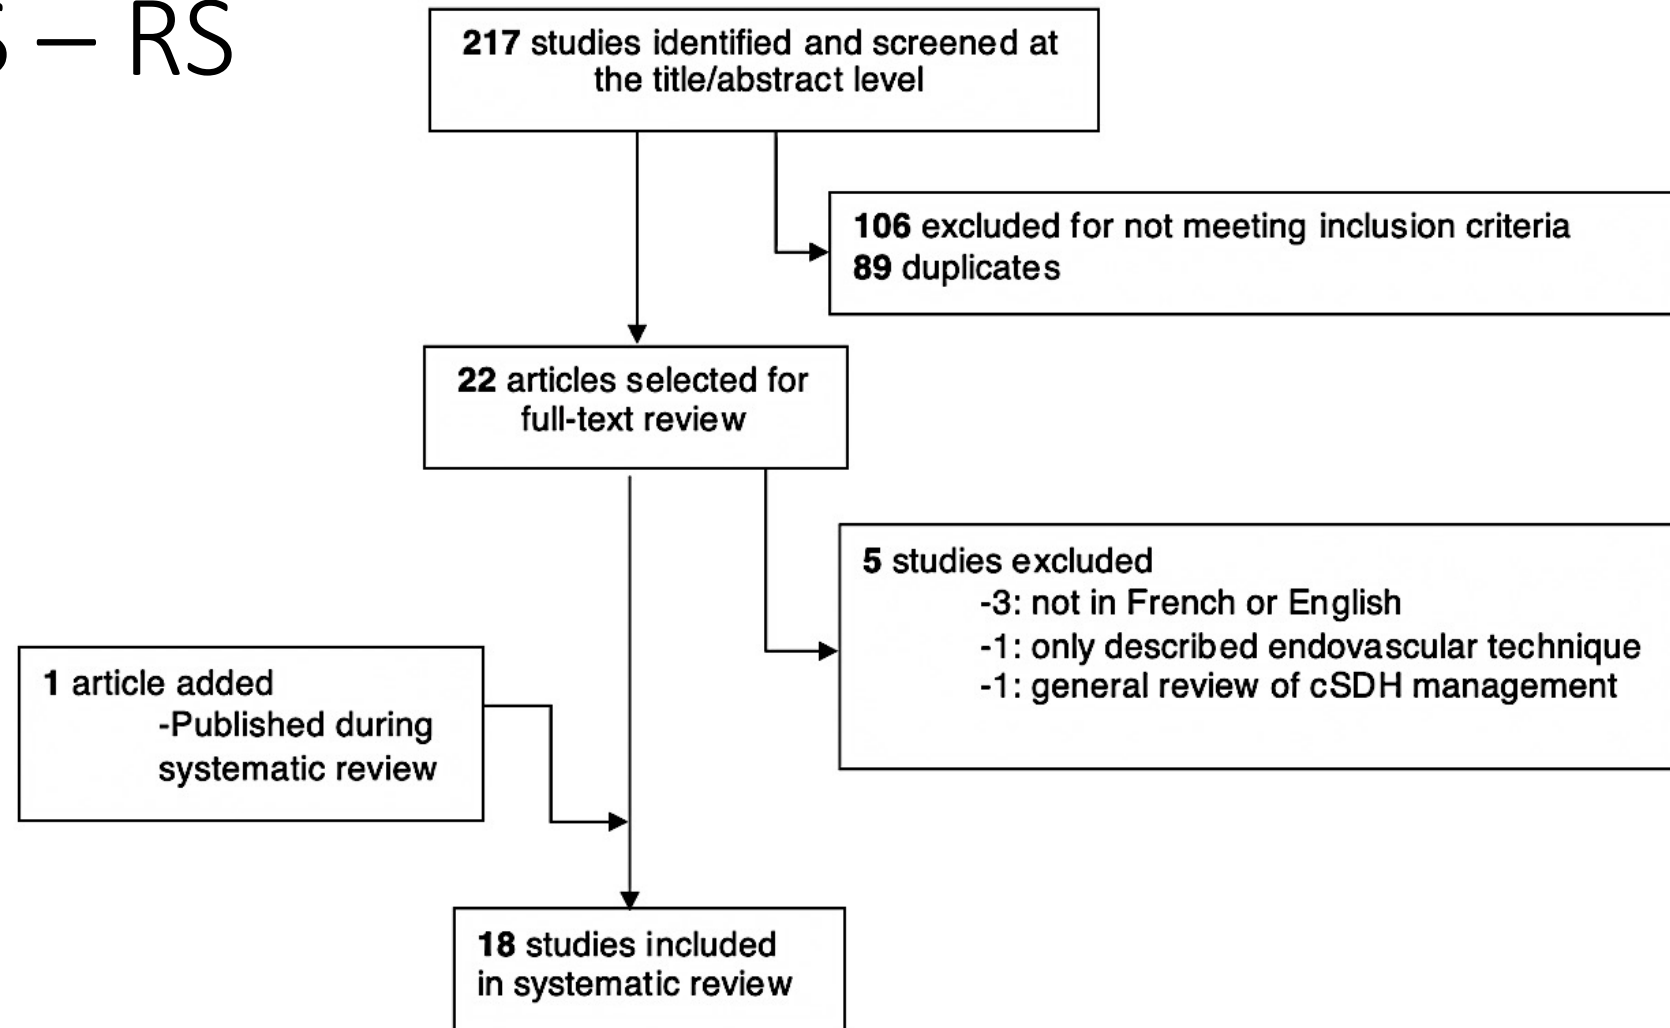 – RS
217 studies identified and screened at
the title/abstract level
106 excluded for not meeting inclusion criteria
89 duplicates
22 articles selected for
full-text review
5 studies excluded
-3: not in French or English
-1: only described endovascular technique
-1: general review of cSDH management
1 article added
-Published during
systematic review
18 studies included
in systematic review